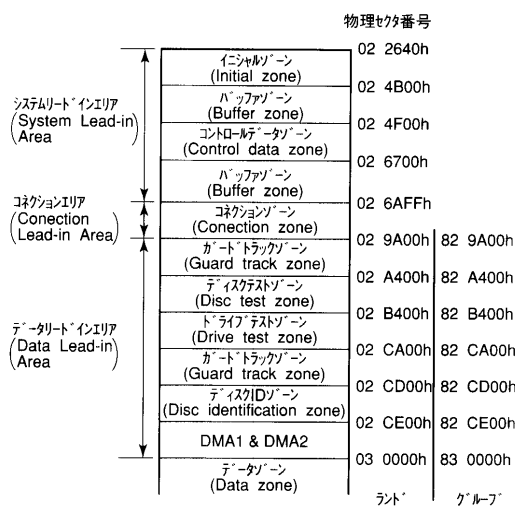 物理ｾｸﾀ番号
02 2640h
ｲﾆｼｬﾙｿﾞｰﾝ
(Initial zone)
02 4B00h
ﾊﾞｯﾌｧｿﾞｰﾝ
(Buffer zone)
02 4F00h
ｼｽﾃﾑﾘｰﾄﾞｲﾝｴﾘｱ
(System Lead-in
Area)
ｺﾝﾄﾛｰﾙﾃﾞｰﾀｿﾞｰﾝ
(Control data zone)
02 6700h
ﾊﾞｯﾌｧｿﾞｰﾝ
(Buffer zone)
02 6AFFh
ｺﾈｸｼｮﾝｴﾘｱ
(Conection
Lead-in Area)
ｺﾈｸｼｮﾝｿﾞｰﾝ
(Conection zone)
02 9A00h 82 9A00h
ｶﾞｰﾄﾞﾄﾗｯｸｿﾞｰﾝ
(Guard track zone)
02 A400h 82 A400h
ﾃﾞｨｽｸﾃｽﾄｿﾞｰﾝ
(Disc test zone)
02 B400h 82 B400h
ﾄﾞﾗｲﾌﾞﾃｽﾄｿﾞｰﾝ
(Drive test zone)
02 CA00h 82 CA00h
ﾃﾞｰﾀﾘｰﾄﾞｲﾝｴﾘｱ
(Data Lead-in
Area)
ｶﾞｰﾄﾞﾄﾗｯｸｿﾞｰﾝ
(Guard track zone)
02 CD00h 82 CD00h
ﾃﾞｨｽｸIDｿﾞｰﾝ
(Disc identification zone)
02 CE00h 82 CE00h
DMA1 & DMA2
03 0000h 83 0000h
ﾃﾞｰﾀｿﾞｰﾝ
(Data zone)
ﾗﾝﾄﾞ ｸﾞﾙｰﾌﾞ